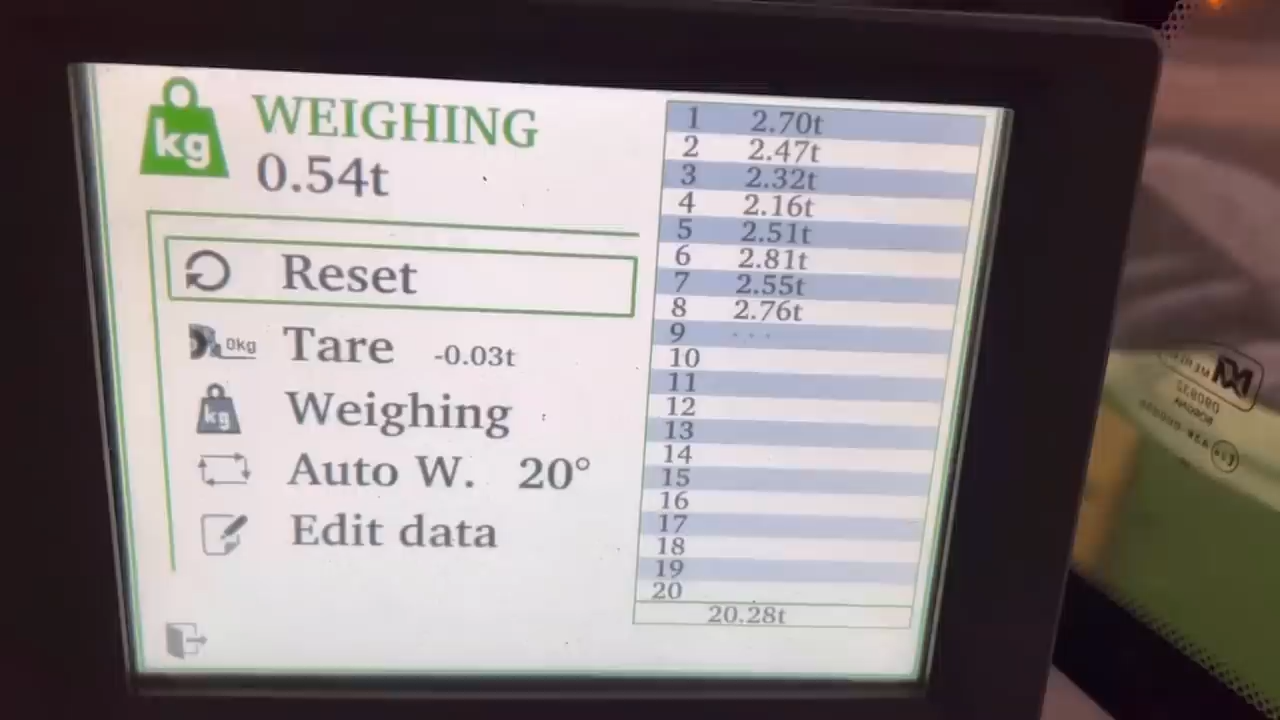 kg
WEIGHING
0.54t
Reset
0kg
Tare -0.03t
kg
Weighing
Auto W. 20°
Edit data
1 2.70t
2 2.47t
3 2.32t
4 2.16t
5 2.51t
6 2.81t
7 2.55t
8 2.76t
9 ...
10
11
12
13
14
15
16
17
18
19
20
20.28t